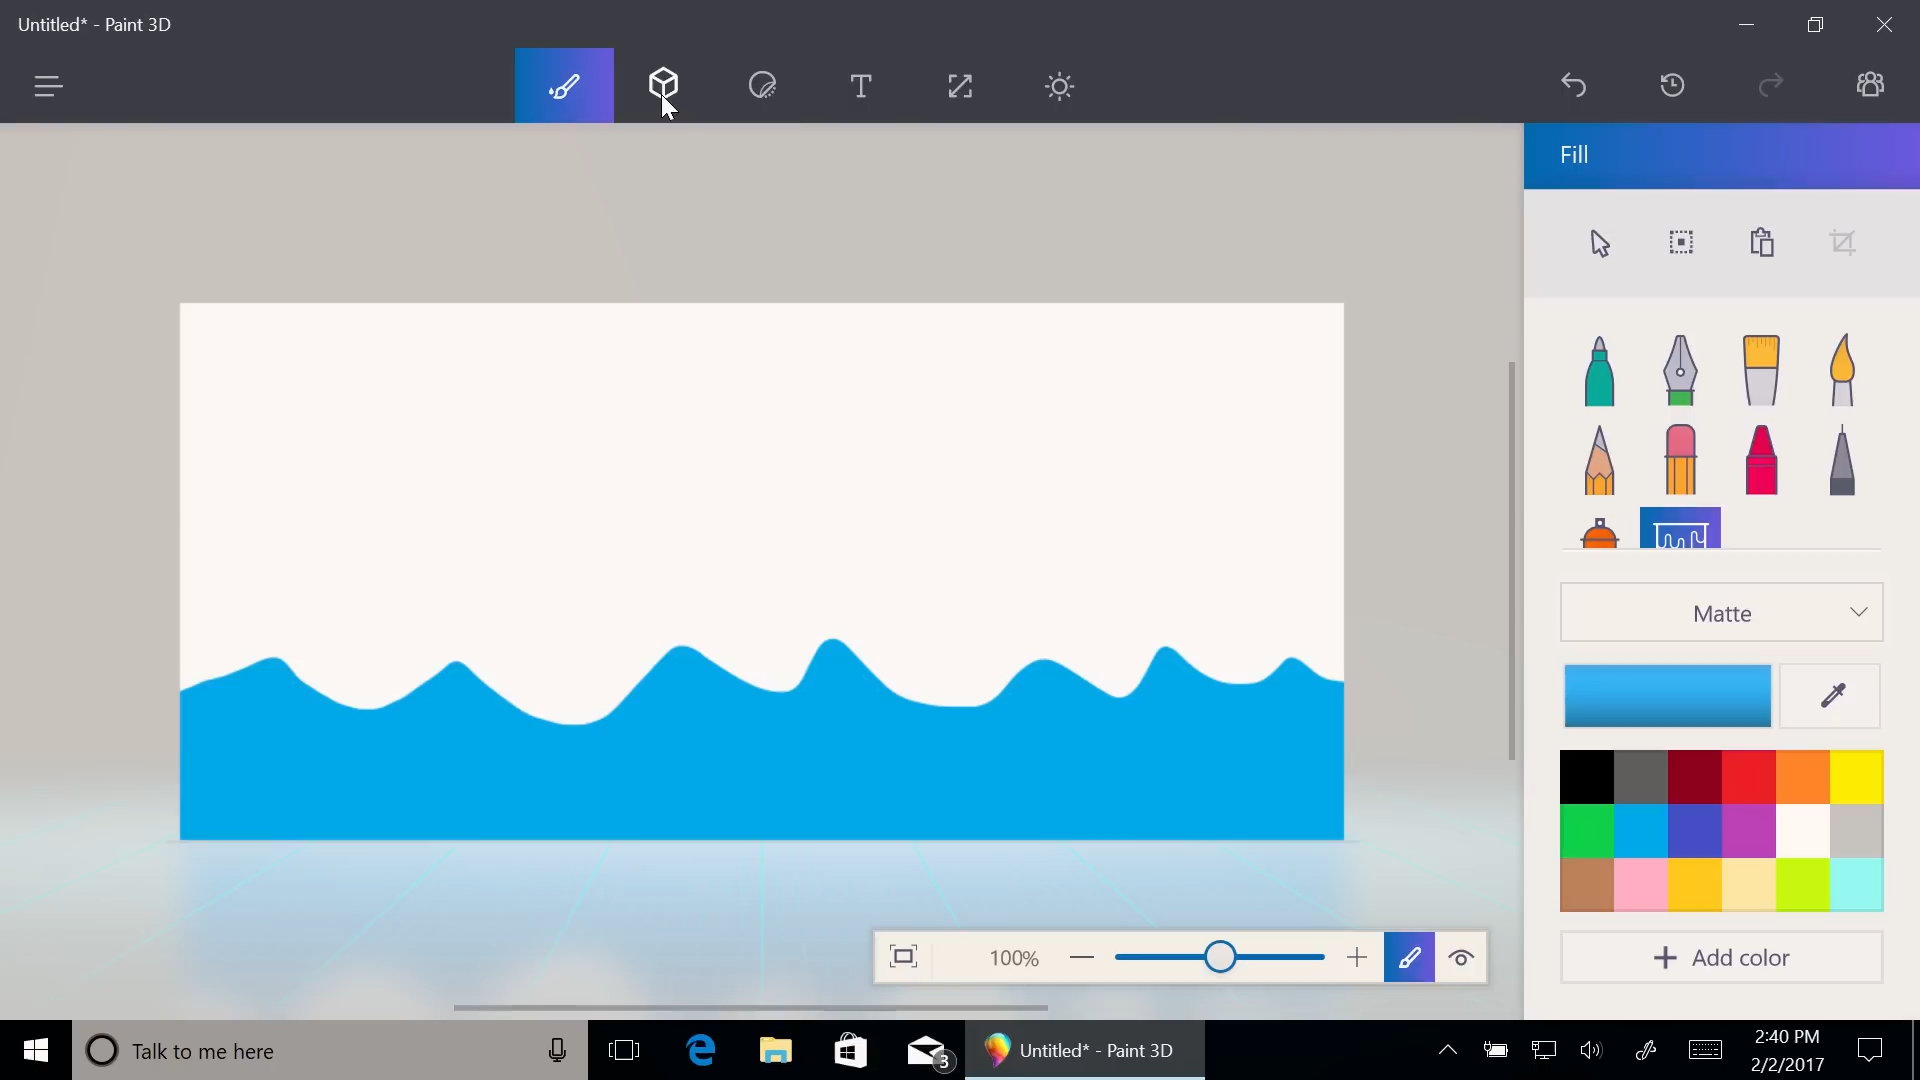 Untitled* - Paint 3D
T
Fill
Matte
100%
Add color
Talk to me here
3
Untitled* - Paint 3D
2:40 PM
2/2/2017